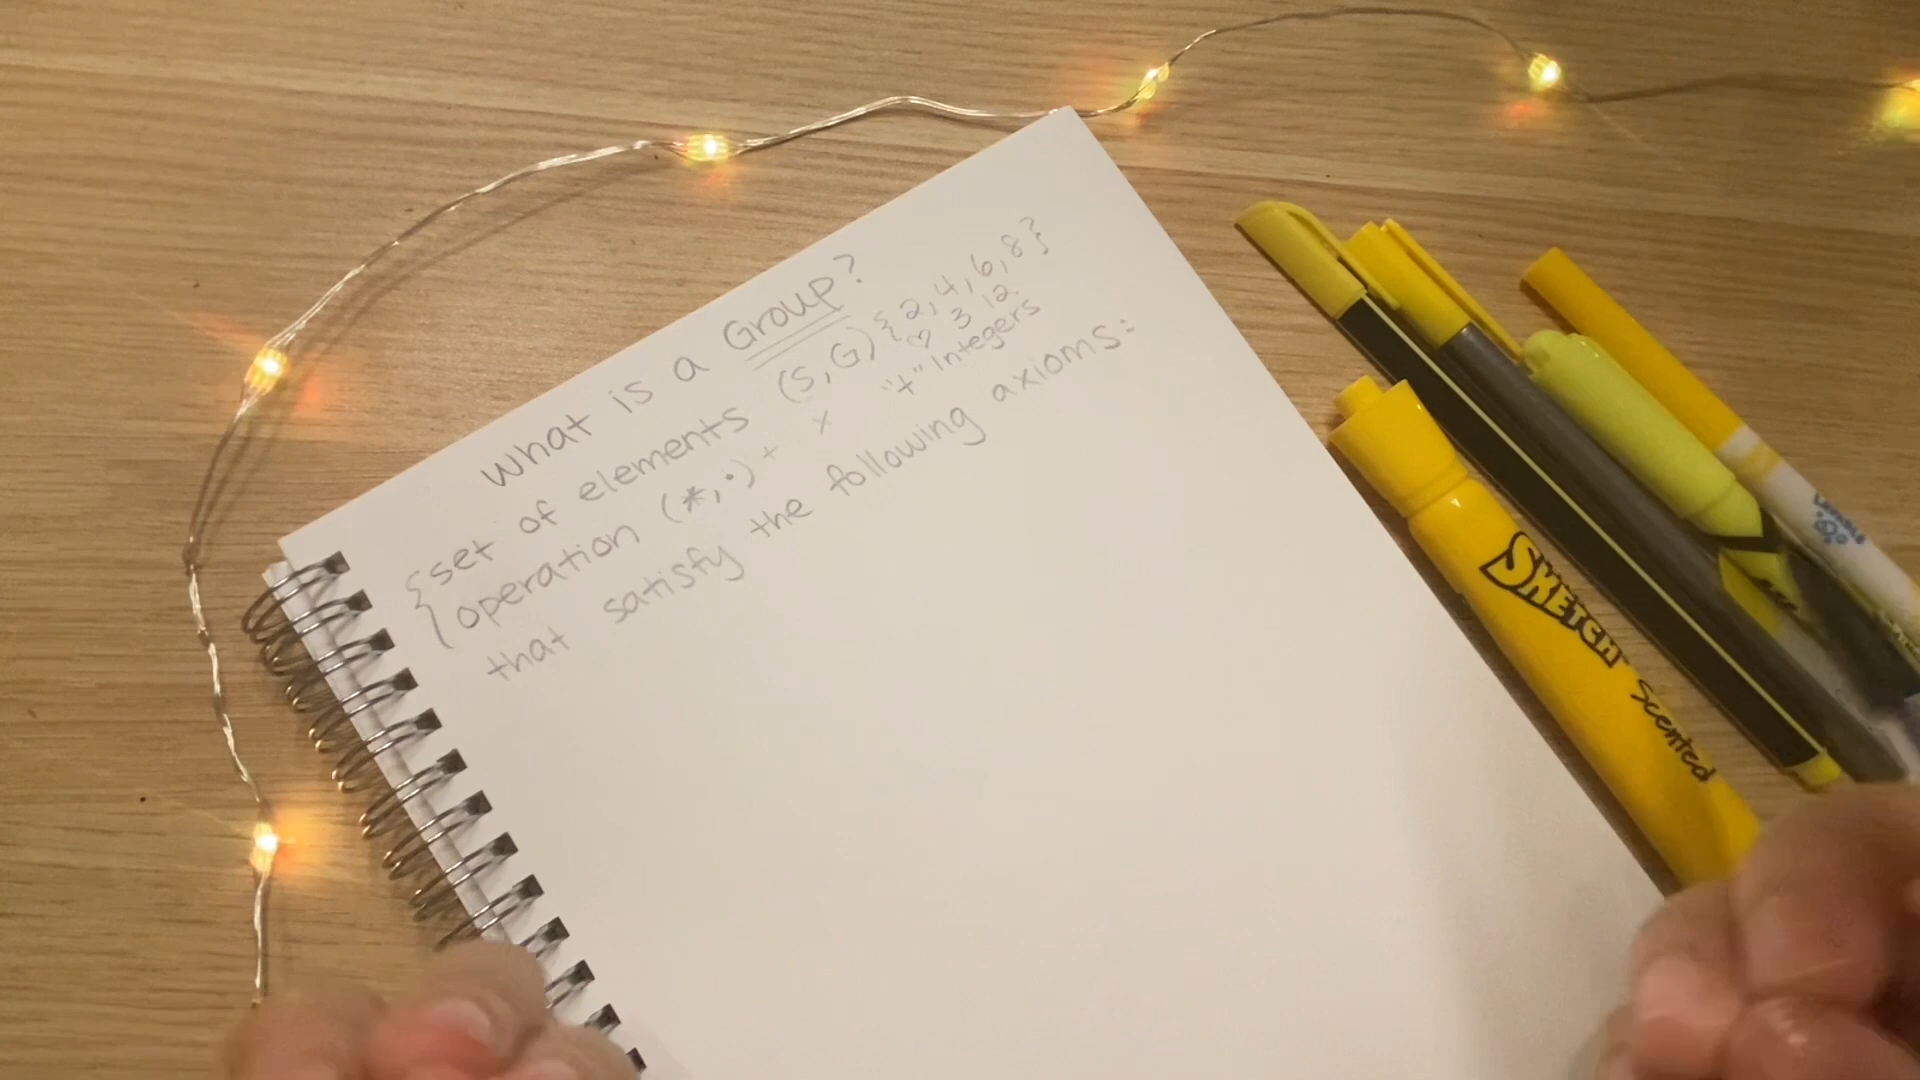 What is a Group?
{set of elements (S,G) {2,4,6,8}
♡ 3 12
operation (*,•) + × "+" Integers
that satisfy the following axioms:
SKETCH
Scented